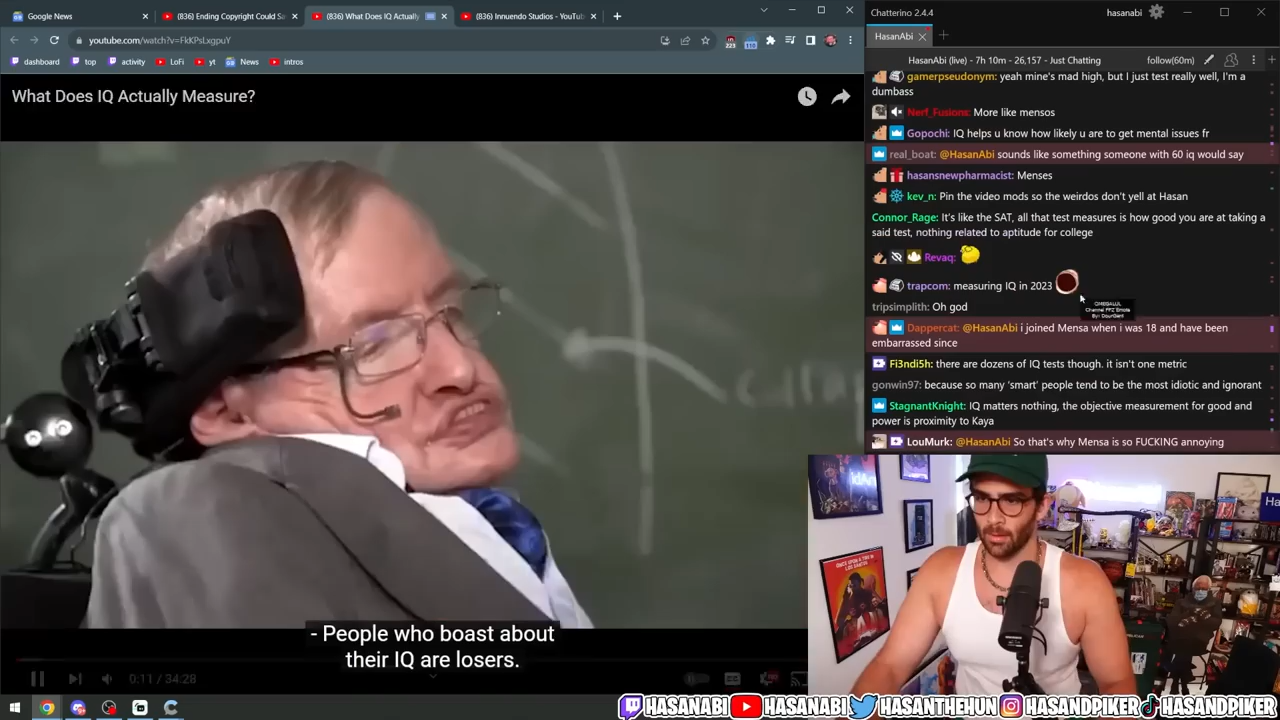 Google News
(836) Ending Copyright Could Sa
(836) What Does IQ Actually
(836) Innuendo Studios - YouTub
youtube.com/watch?v=FkKPsLxgpuY
dashboard
top
activity
LoFi
yt
News
intros
What Does IQ Actually Measure?
- People who boast about
their IQ are losers.
0:11 / 34:28
Chatterino 2.4.4
hasanabi
HasanAbi
HasanAbi (live) - 7h 10m - 26,157 - Just Chatting
follow(60m)
gamerpseudonym: yeah mine's mad high, but I just test really well, I'm a
dumbass
Nerf_Fusions: More like mensos
Gopochi: IQ helps u know how likely u are to get mental issues fr
real_boat: @HasanAbi sounds like something someone with 60 iq would say
hasansnewpharmacist: Menses
kev_n: Pin the video mods so the weirdos don't yell at Hasan
Connor_Rage: It's like the SAT, all that test measures is how good you are at taking a
said test, nothing related to aptitude for college
Revaq:
trapcom: measuring IQ in 2023
OMEGALUL
Channel FFZ Emote
tripsimplith: Oh god
Dappercat: @HasanAbi i joined Mensa when i was 18 and have been
embarrassed since
Fi3ndi5h: there are dozens of IQ tests though. it isn't one metric
gonwin97: because so many 'smart' people tend to be the most idiotic and ignorant
StagnantKnight: IQ matters nothing, the objective measurement for good and
power is proximity to Kaya
LouMurk: @HasanAbi So that's why Mensa is so FUCKING annoying
HASANABI
HASANABI
HASANTHEHUN
HASANDPIKER
HASANDPIKER